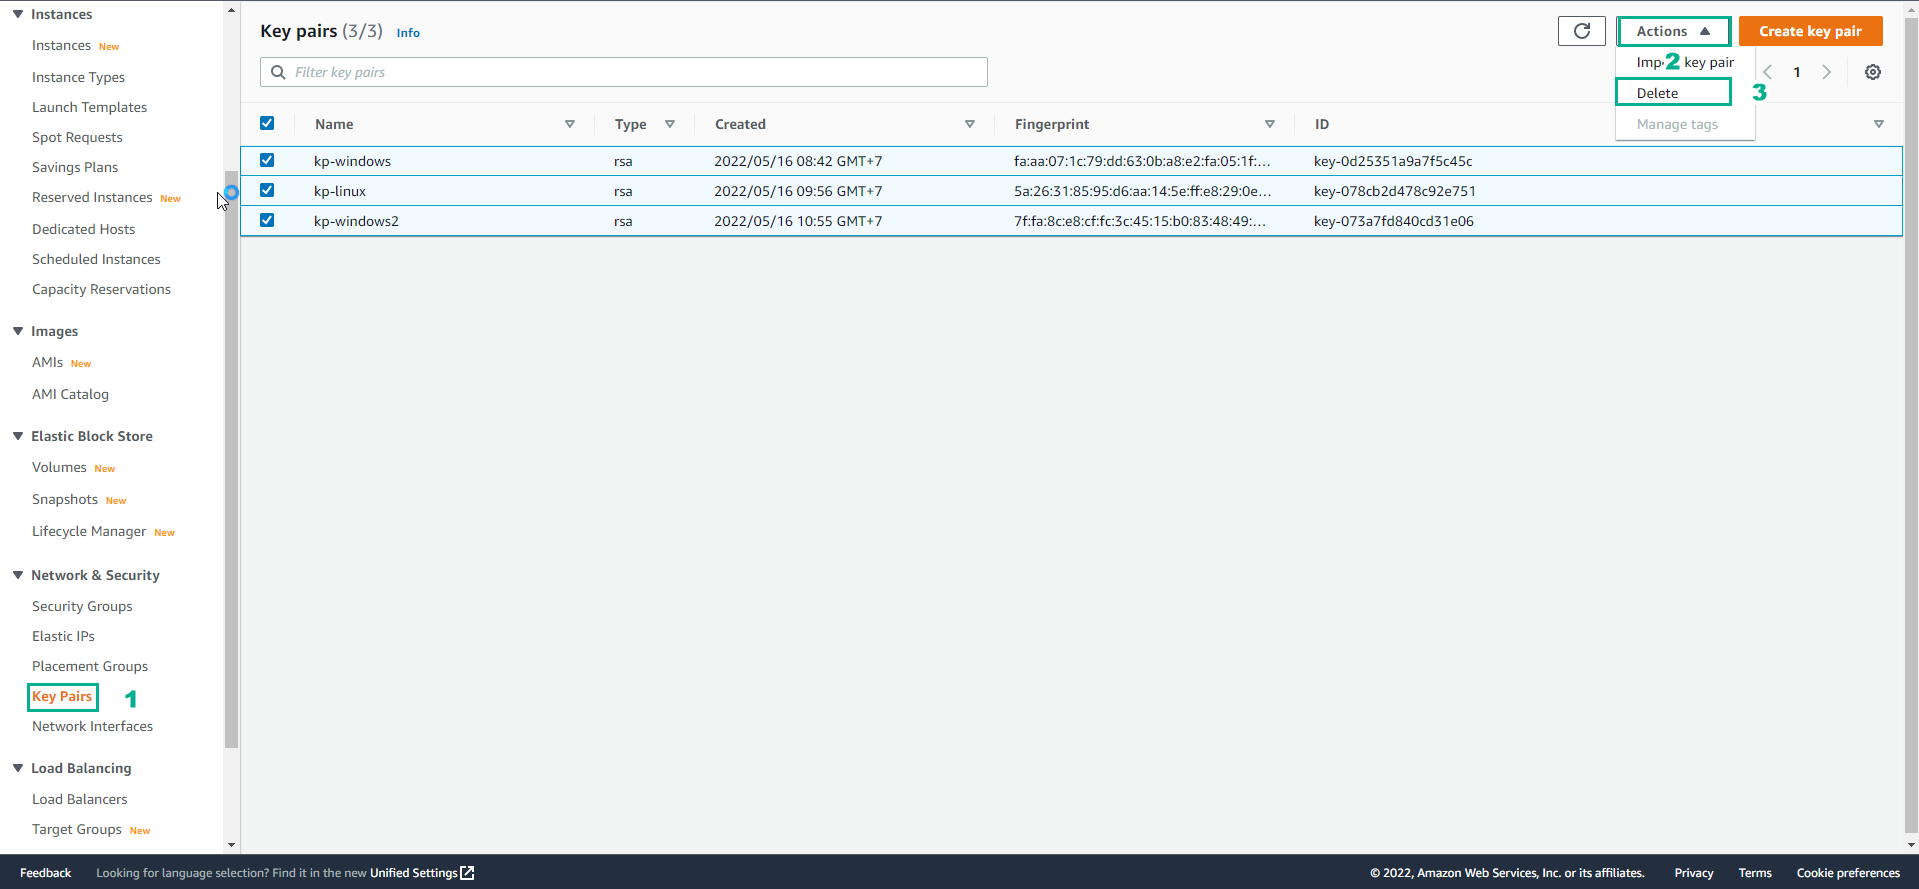 Instances
Instances New
Instance Types
Launch Templates
Spot Requests
Savings Plans
Reserved Instances New
Dedicated Hosts
Scheduled Instances
Capacity Reservations
Images
AMIs New
AMI Catalog
Elastic Block Store
Volumes New
Snapshots New
Lifecycle Manager New
Network & Security
Security Groups
Elastic IPs
Placement Groups
Key Pairs 1
Network Interfaces
Load Balancing
Load Balancers
Target Groups New
Key pairs (3/3) Info
Actions
Create key pair
Filter key pairs
Imp 2 key pair
1
Delete 3
Manage tags
Name Type Created Fingerprint ID
kp-windows rsa 2022/05/16 08:42 GMT+7 fa:aa:07:1c:79:dd:63:0b:a8:e2:fa:05:1f:... key-0d25351a9a7f5c45c
kp-linux rsa 2022/05/16 09:56 GMT+7 5a:26:31:85:95:d6:aa:14:5e:ff:e8:29:0e... key-078cb2d478c92e751
kp-windows2 rsa 2022/05/16 10:55 GMT+7 7f:fa:8c:e8:cf:fc:3c:45:15:b0:83:48:49:... key-073a7fd840cd31e06
Feedback Looking for language selection? Find it in the new Unified Settings © 2022, Amazon Web Services, Inc. or its affiliates. Privacy Terms Cookie preferences